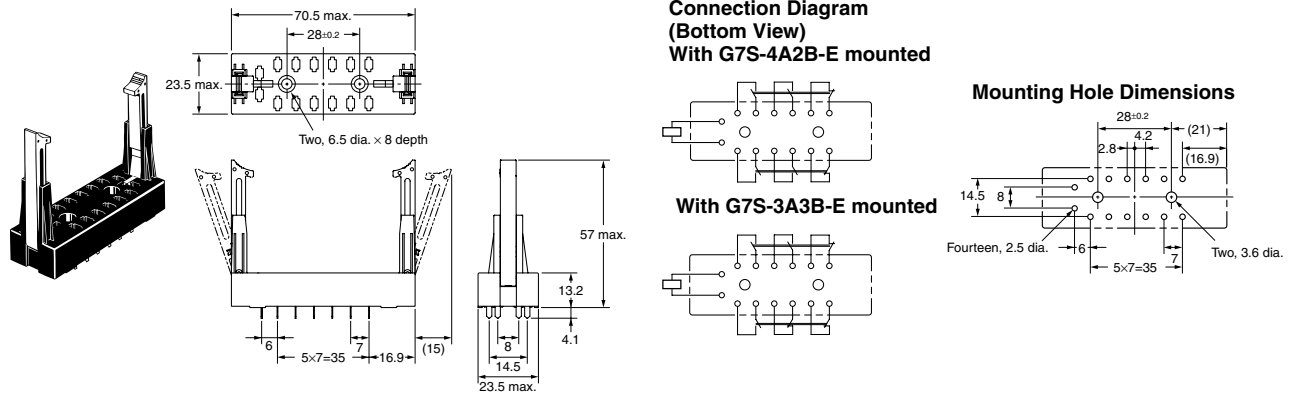 70.5 max.
28±0.2
23.5 max.
Two, 6.5 dia. × 8 depth
57 max.
13.2
4.1
6
7
5×7=35
16.9
(15)
8
14.5
23.5 max.
Connection Diagram
(Bottom View)
With G7S-4A2B-E mounted
With G7S-3A3B-E mounted
Mounting Hole Dimensions
28±0.2
(21)
4.2
2.8
(16.9)
14.5
8
Fourteen, 2.5 dia.
6
7
Two, 3.6 dia.
5×7=35